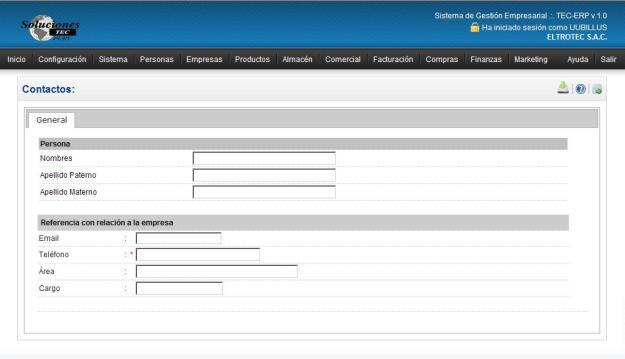 Soluciones
TEC
PERU
Sistema de Gestión Empresarial .:. TEC-ERP v.1.0
Ha iniciado sesión como UUBILLUS
ELTROTEC S.A.C.
Inicio Configuración Sistema Personas Empresas Productos Almacén Comercial Facturación Compras Finanzas Marketing Ayuda Salir
Contactos:
General
Persona
Nombres
Apellido Paterno
Apellido Materno
Referencia con relación a la empresa
Email :
Teléfono : *
Área :
Cargo :